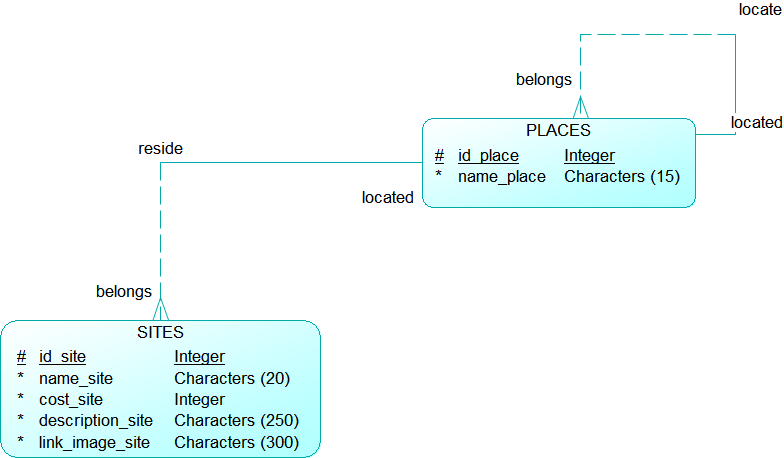 locate
belongs
located
PLACES
# id_place Integer
* name_place Characters (15)
reside
located
belongs
SITES
# id_site Integer
* name_site Characters (20)
* cost_site Integer
* description_site Characters (250)
* link_image_site Characters (300)